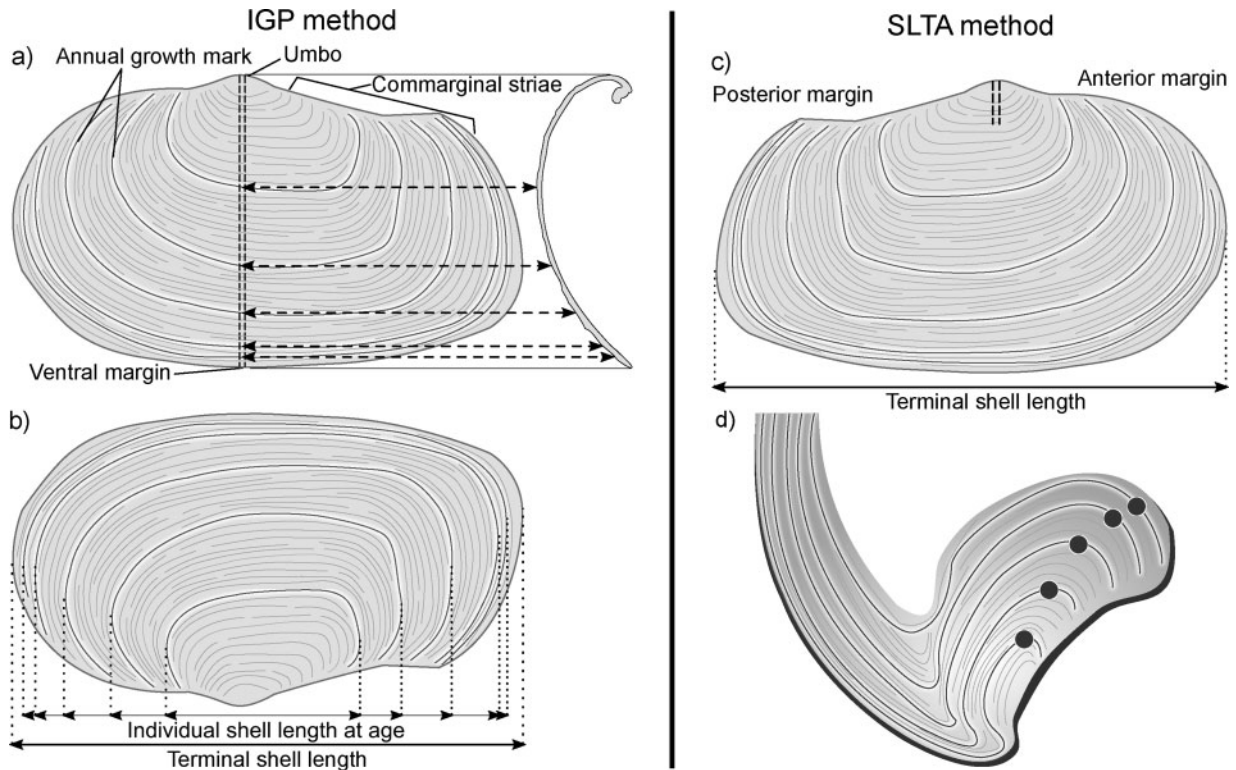 IGP method
a)
Annual growth mark
Umbo
Commarginal striae
Ventral margin
b)
Individual shell length at age
Terminal shell length
SLTA method
c)
Posterior margin
Anterior margin
Terminal shell length
d)